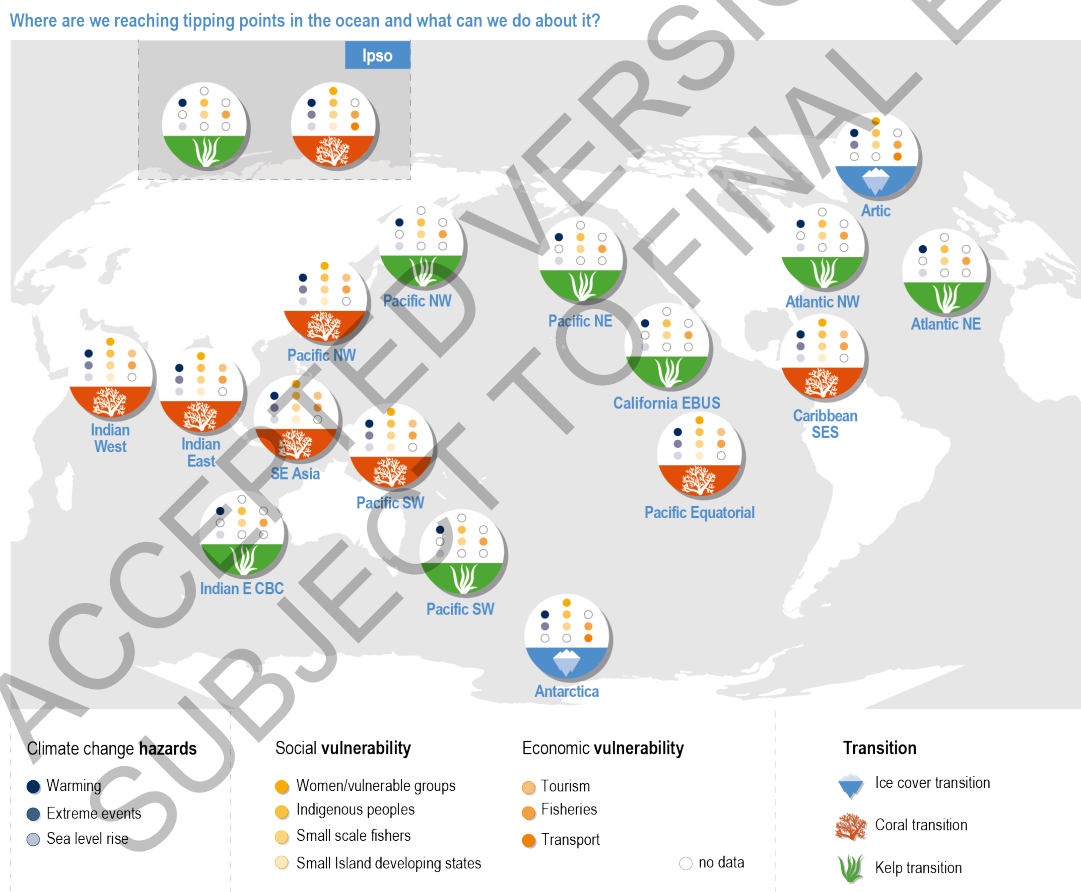 Where are we reaching tipping points in the ocean and what can we do about it?
Ipso
Artic
Pacific NW
Pacific NE
Atlantic NW
Atlantic NE
Pacific NW
California EBUS
Caribbean
SES
Indian
West
Indian
East
SE Asia
Pacific SW
Pacific Equatorial
Indian E CBC
Pacific SW
Antarctica
ACCEPTED VERSION
SUBJECT TO FINAL E
Climate change hazards
Warming
Extreme events
Sea level rise
Social vulnerability
Women/vulnerable groups
Indigenous peoples
Small scale fishers
Small Island developing states
Economic vulnerability
Tourism
Fisheries
Transport
no data
Transition
Ice cover transition
Coral transition
Kelp transition